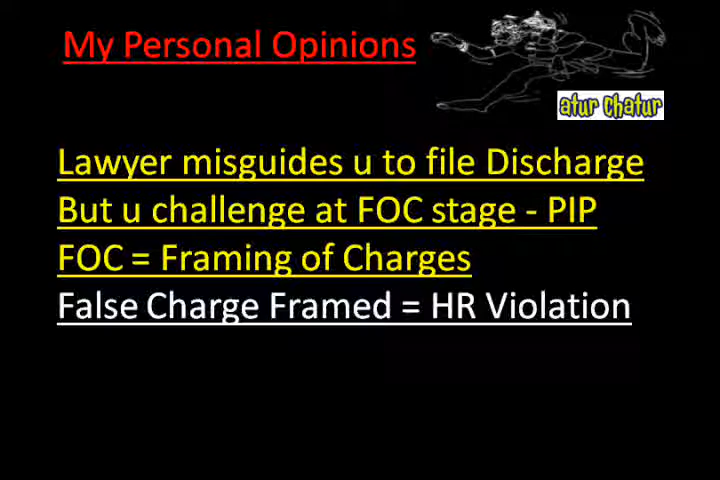 My Personal Opinions
atur chatur
Lawyer misguides u to file Discharge
But u challenge at FOC stage - PIP
FOC = Framing of Charges
False Charge Framed = HR Violation